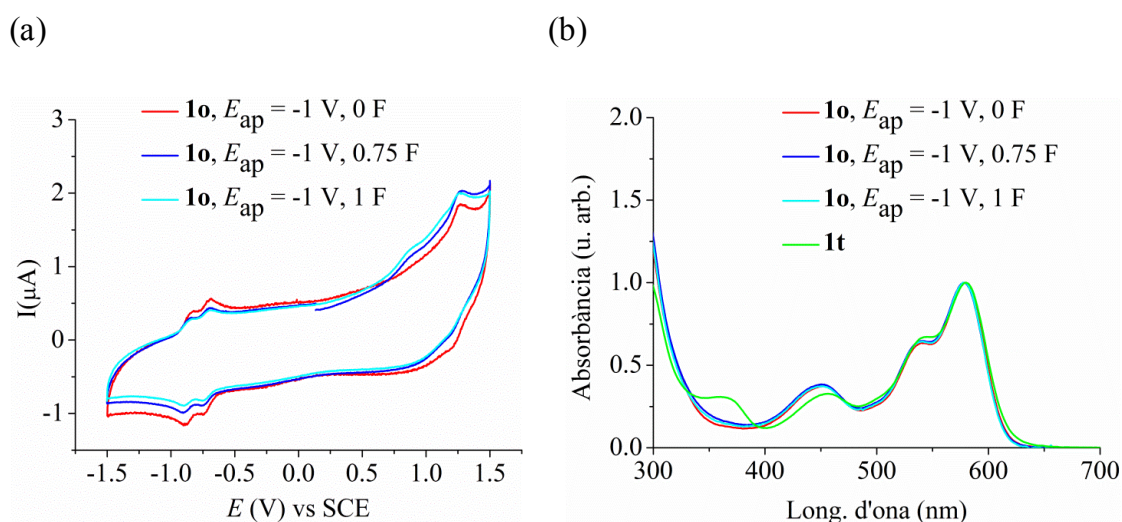 (a)
(b)
1o, Eap = -1 V, 0 F
1o, Eap = -1 V, 0.75 F
1o, Eap = -1 V, 1 F
I(μA)
3
2
1
0
-1
-1.5 -1.0 -0.5 0.0 0.5 1.0 1.5
E (V) vs SCE
1o, Eap = -1 V, 0 F
1o, Eap = -1 V, 0.75 F
1o, Eap = -1 V, 1 F
1t
Absorbància (u. arb.)
2.0
1.5
1.0
0.5
0.0
300 400 500 600 700
Long. d'ona (nm)